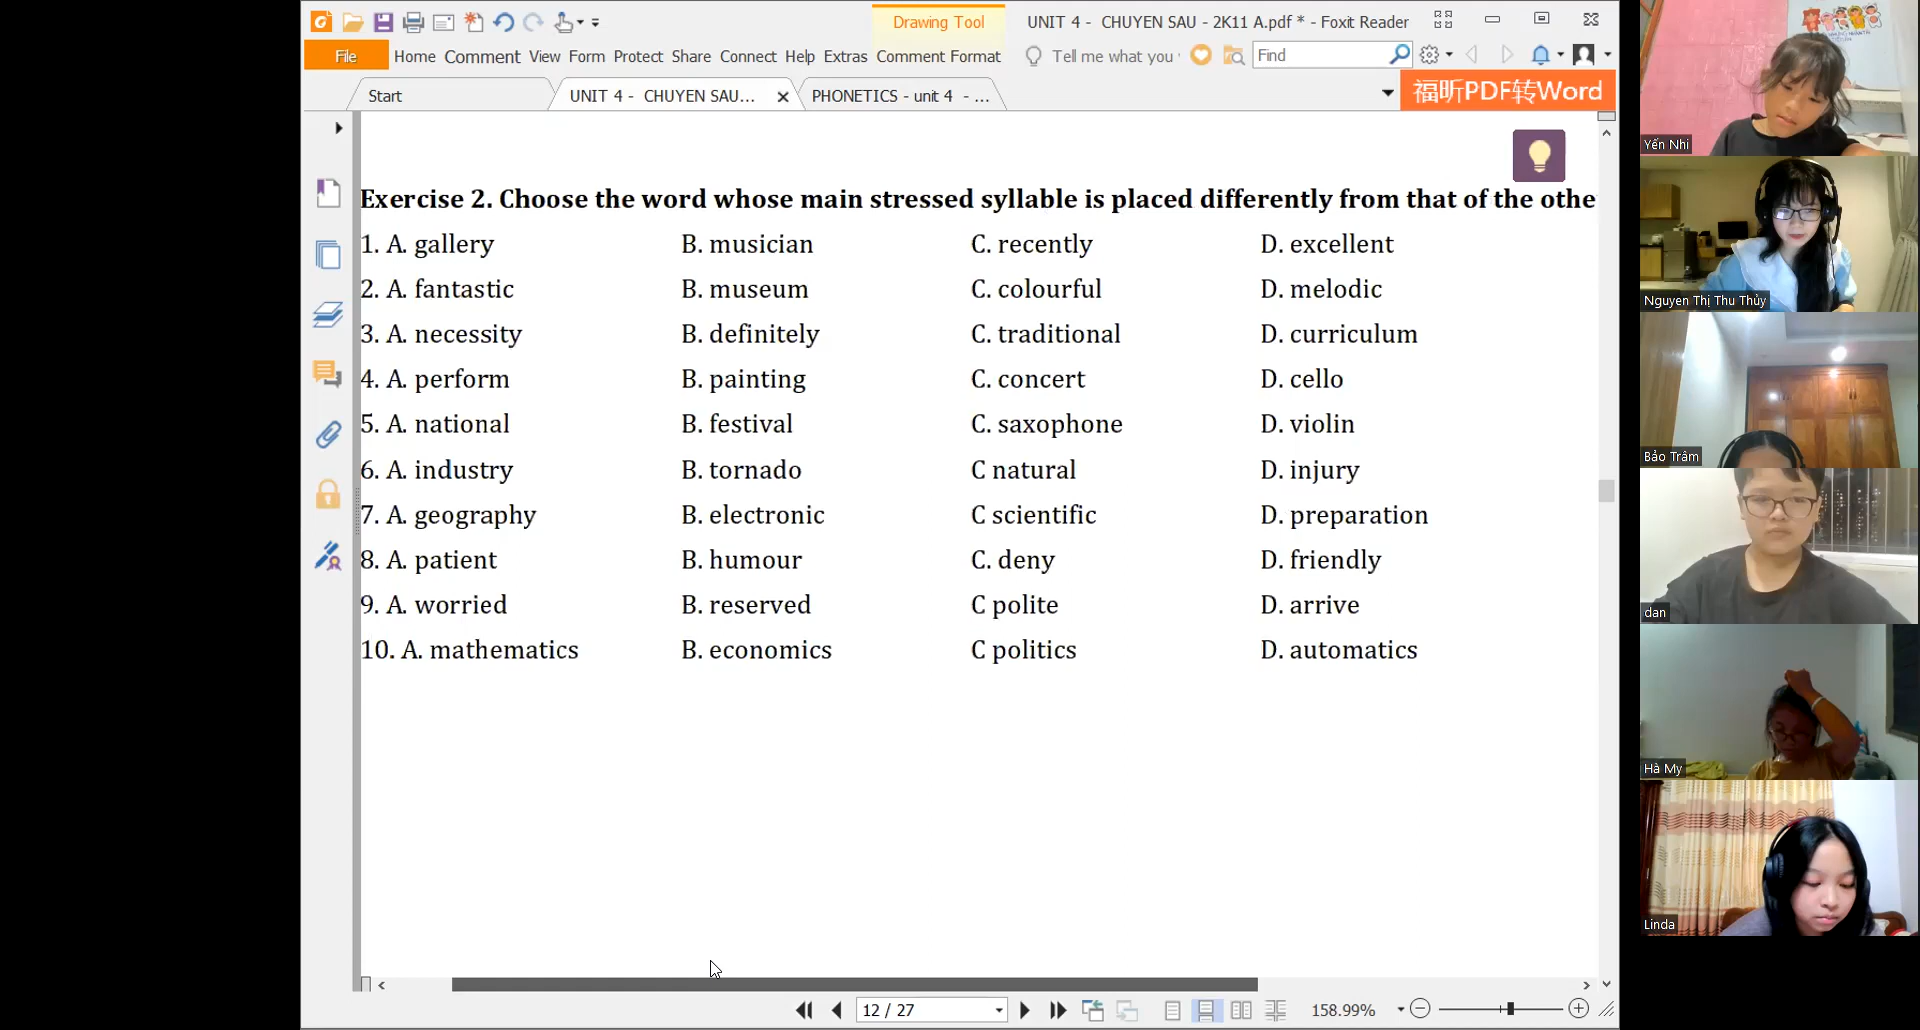 Drawing Tool
UNIT 4 - CHUYEN SAU - 2K11 A.pdf * - Foxit Reader
File Home Comment View Form Protect Share Connect Help Extras Comment Format Tell me what you Find
Start UNIT 4 - CHUYEN SAU... PHONETICS - unit 4 - ... 福昕PDF转Word
Exercise 2. Choose the word whose main stressed syllable is placed differently from that of the othe
1. A. gallery B. musician C. recently D. excellent
2. A. fantastic B. museum C. colourful D. melodic
3. A. necessity B. definitely C. traditional D. curriculum
4. A. perform B. painting C. concert D. cello
5. A. national B. festival C. saxophone D. violin
6. A. industry B. tornado C natural D. injury
7. A. geography B. electronic C scientific D. preparation
8. A. patient B. humour C. deny D. friendly
9. A. worried B. reserved C polite D. arrive
10. A. mathematics B. economics C politics D. automatics
12 / 27 158.99%
Yến Nhi
Nguyen Thị Thu Thủy
Bảo Trâm
dan
Hà My
Linda